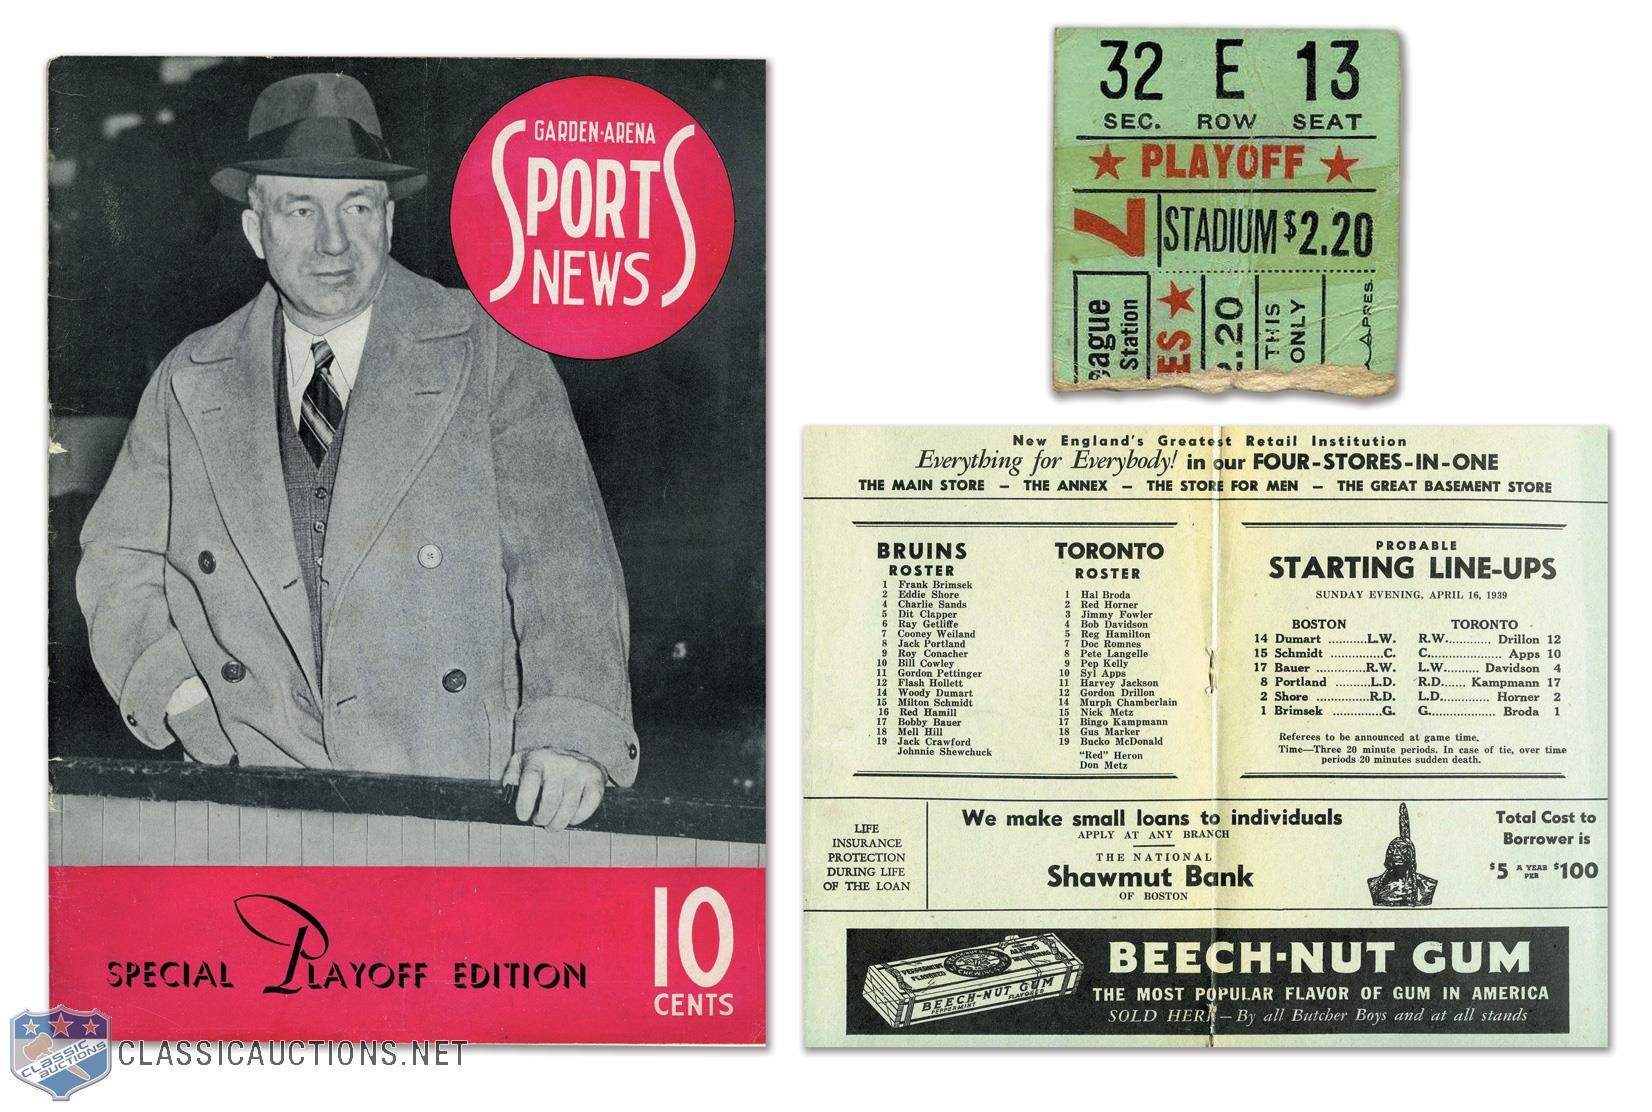 GARDEN-ARENA
SPORTS
NEWS
SPECIAL PLAYOFF EDITION
10
CENTS
CLASSIC AUCTIONS
CLASSICAUCTIONS.NET
32 E 13
SEC. ROW SEAT
★ PLAYOFF ★
7 STADIUM $2.20
eague
Station
ES ★
2.20
THIS
ONLY
PRES.
New England's Greatest Retail Institution
Everything for Everybody! in our FOUR-STORES-IN-ONE
THE MAIN STORE — THE ANNEX — THE STORE FOR MEN — THE GREAT BASEMENT STORE
BRUINS
ROSTER
1 Frank Brimsek
2 Eddie Shore
4 Charlie Sands
5 Dit Clapper
6 Ray Getliffe
7 Cooney Weiland
8 Jack Portland
9 Roy Conacher
10 Bill Cowley
11 Gordon Pettinger
12 Flash Hollett
14 Woody Dumart
15 Milton Schmidt
16 Red Hamill
17 Bobby Bauer
18 Mell Hill
19 Jack Crawford
Johnnie Shewchuck
TORONTO
ROSTER
1 Hal Broda
2 Red Horner
3 Jimmy Fowler
4 Bob Davidson
5 Reg Hamilton
7 Doc Romnes
8 Pete Langelle
9 Pep Kelly
10 Syl Apps
11 Harvey Jackson
12 Gordon Drillon
14 Murph Chamberlain
15 Nick Metz
17 Bingo Kampmann
18 Gus Marker
19 Bucko McDonald
"Red" Heron
Don Metz
PROBABLE
STARTING LINE-UPS
SUNDAY EVENING, APRIL 16, 1939
BOSTON TORONTO
14 Dumart ..........L.W. R.W............. Drillon 12
15 Schmidt ..............C. C................. Apps 10
17 Bauer ............R.W. L.W......... Davidson 4
8 Portland ..........L.D. R.D...... Kampmann 17
2 Shore ..............R.D. L.D............ Horner 2
1 Brimsek .............G. G.................. Broda 1
Referees to be announced at game time.
Time—Three 20 minute periods. In case of tie, over time
periods 20 minutes sudden death.
LIFE
INSURANCE
PROTECTION
DURING LIFE
OF THE LOAN
We make small loans to individuals
APPLY AT ANY BRANCH
THE NATIONAL
Shawmut Bank
OF BOSTON
Total Cost to
Borrower is
$5 A YEAR PER $100
BEECH-NUT GUM
PEPPERMINT FLAVORED
BEECH-NUT GUM
THE MOST POPULAR FLAVOR OF GUM IN AMERICA
SOLD HERE—By all Butcher Boys and at all stands